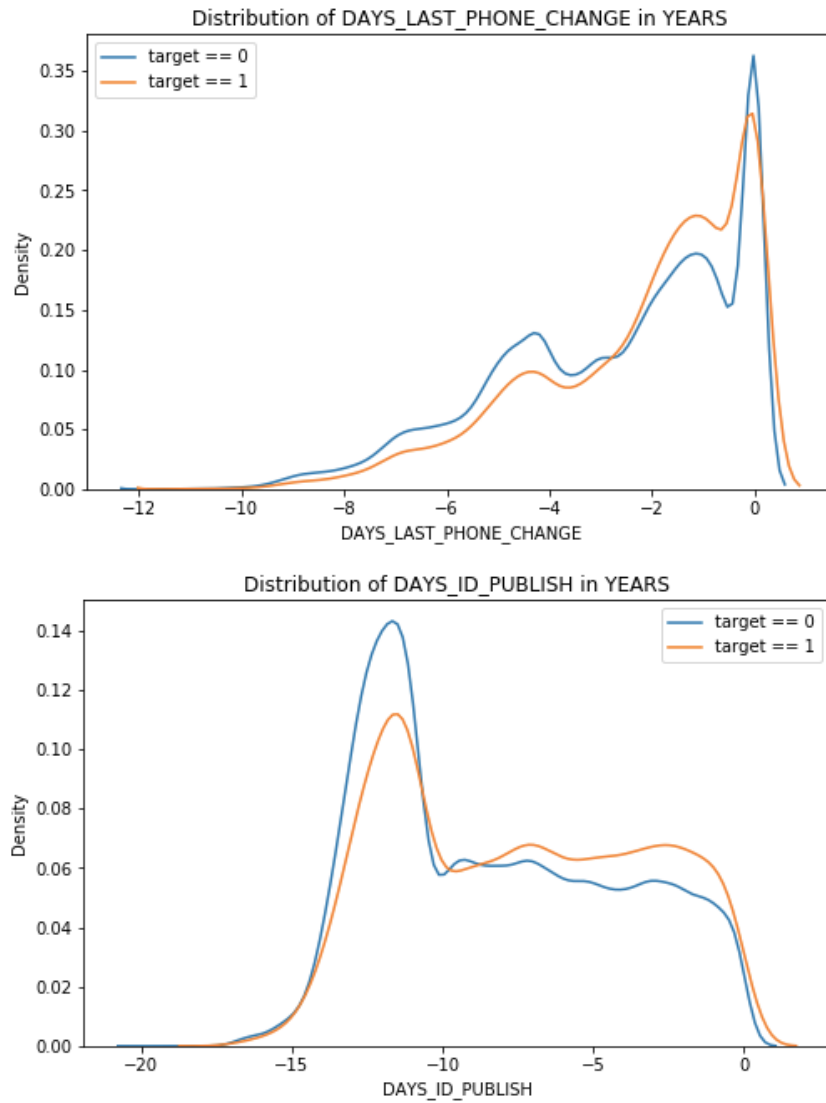 Distribution of DAYS_LAST_PHONE_CHANGE in YEARS
target == 0
target == 1
0.35
0.30
0.25
0.20
0.15
0.10
0.05
0.00
Density
−12
−10
−8
−6
−4
−2
0
DAYS_LAST_PHONE_CHANGE
Distribution of DAYS_ID_PUBLISH in YEARS
target == 0
target == 1
0.14
0.12
0.10
0.08
0.06
0.04
0.02
0.00
Density
−20
−15
−10
−5
0
DAYS_ID_PUBLISH